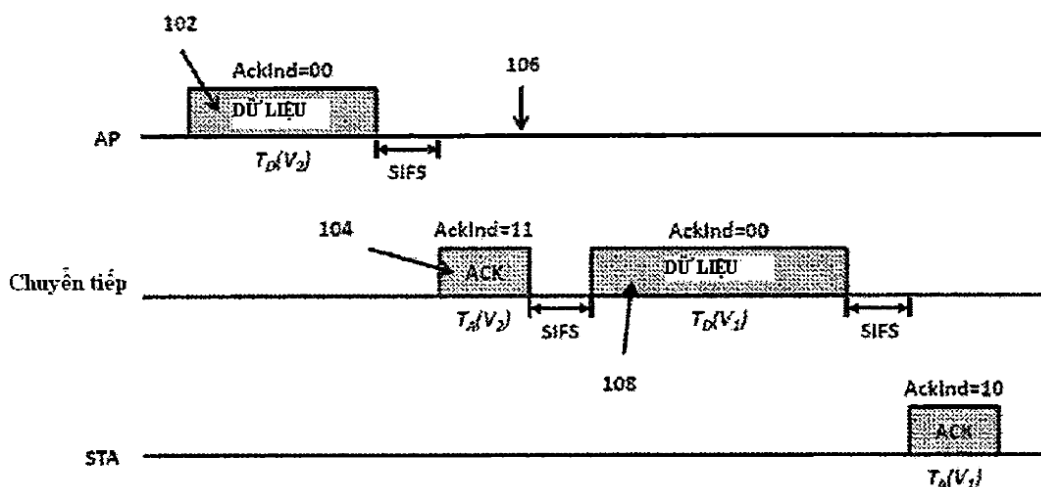 102
AckInd=00
106
DỮ LIỆU
AP
T_D(V_2)
SIFS
104
AckInd=11
AckInd=00
ACK
DỮ LIỆU
Chuyển tiếp
T_A(V_2)
SIFS
T_D(V_1)
SIFS
108
AckInd=10
ACK
STA
T_A(V_1)